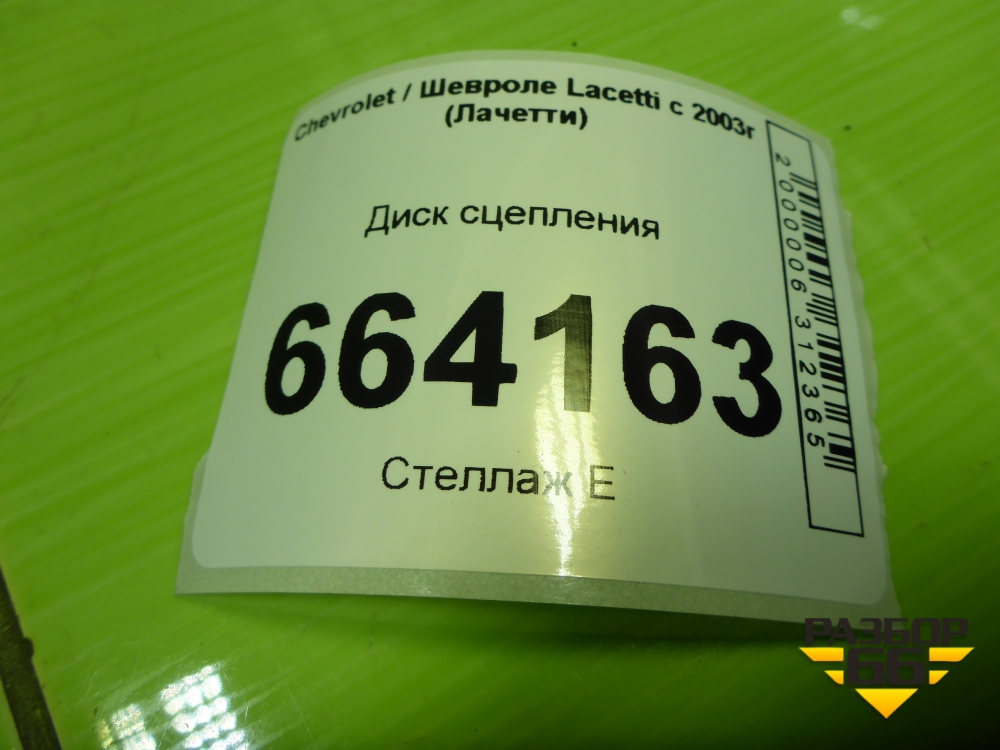 Chevrolet / Шевроле Lacetti с 2003г
(Лачетти)
Диск сцепления
664163
Стеллаж E
2000006312365
РАЗБОР
66